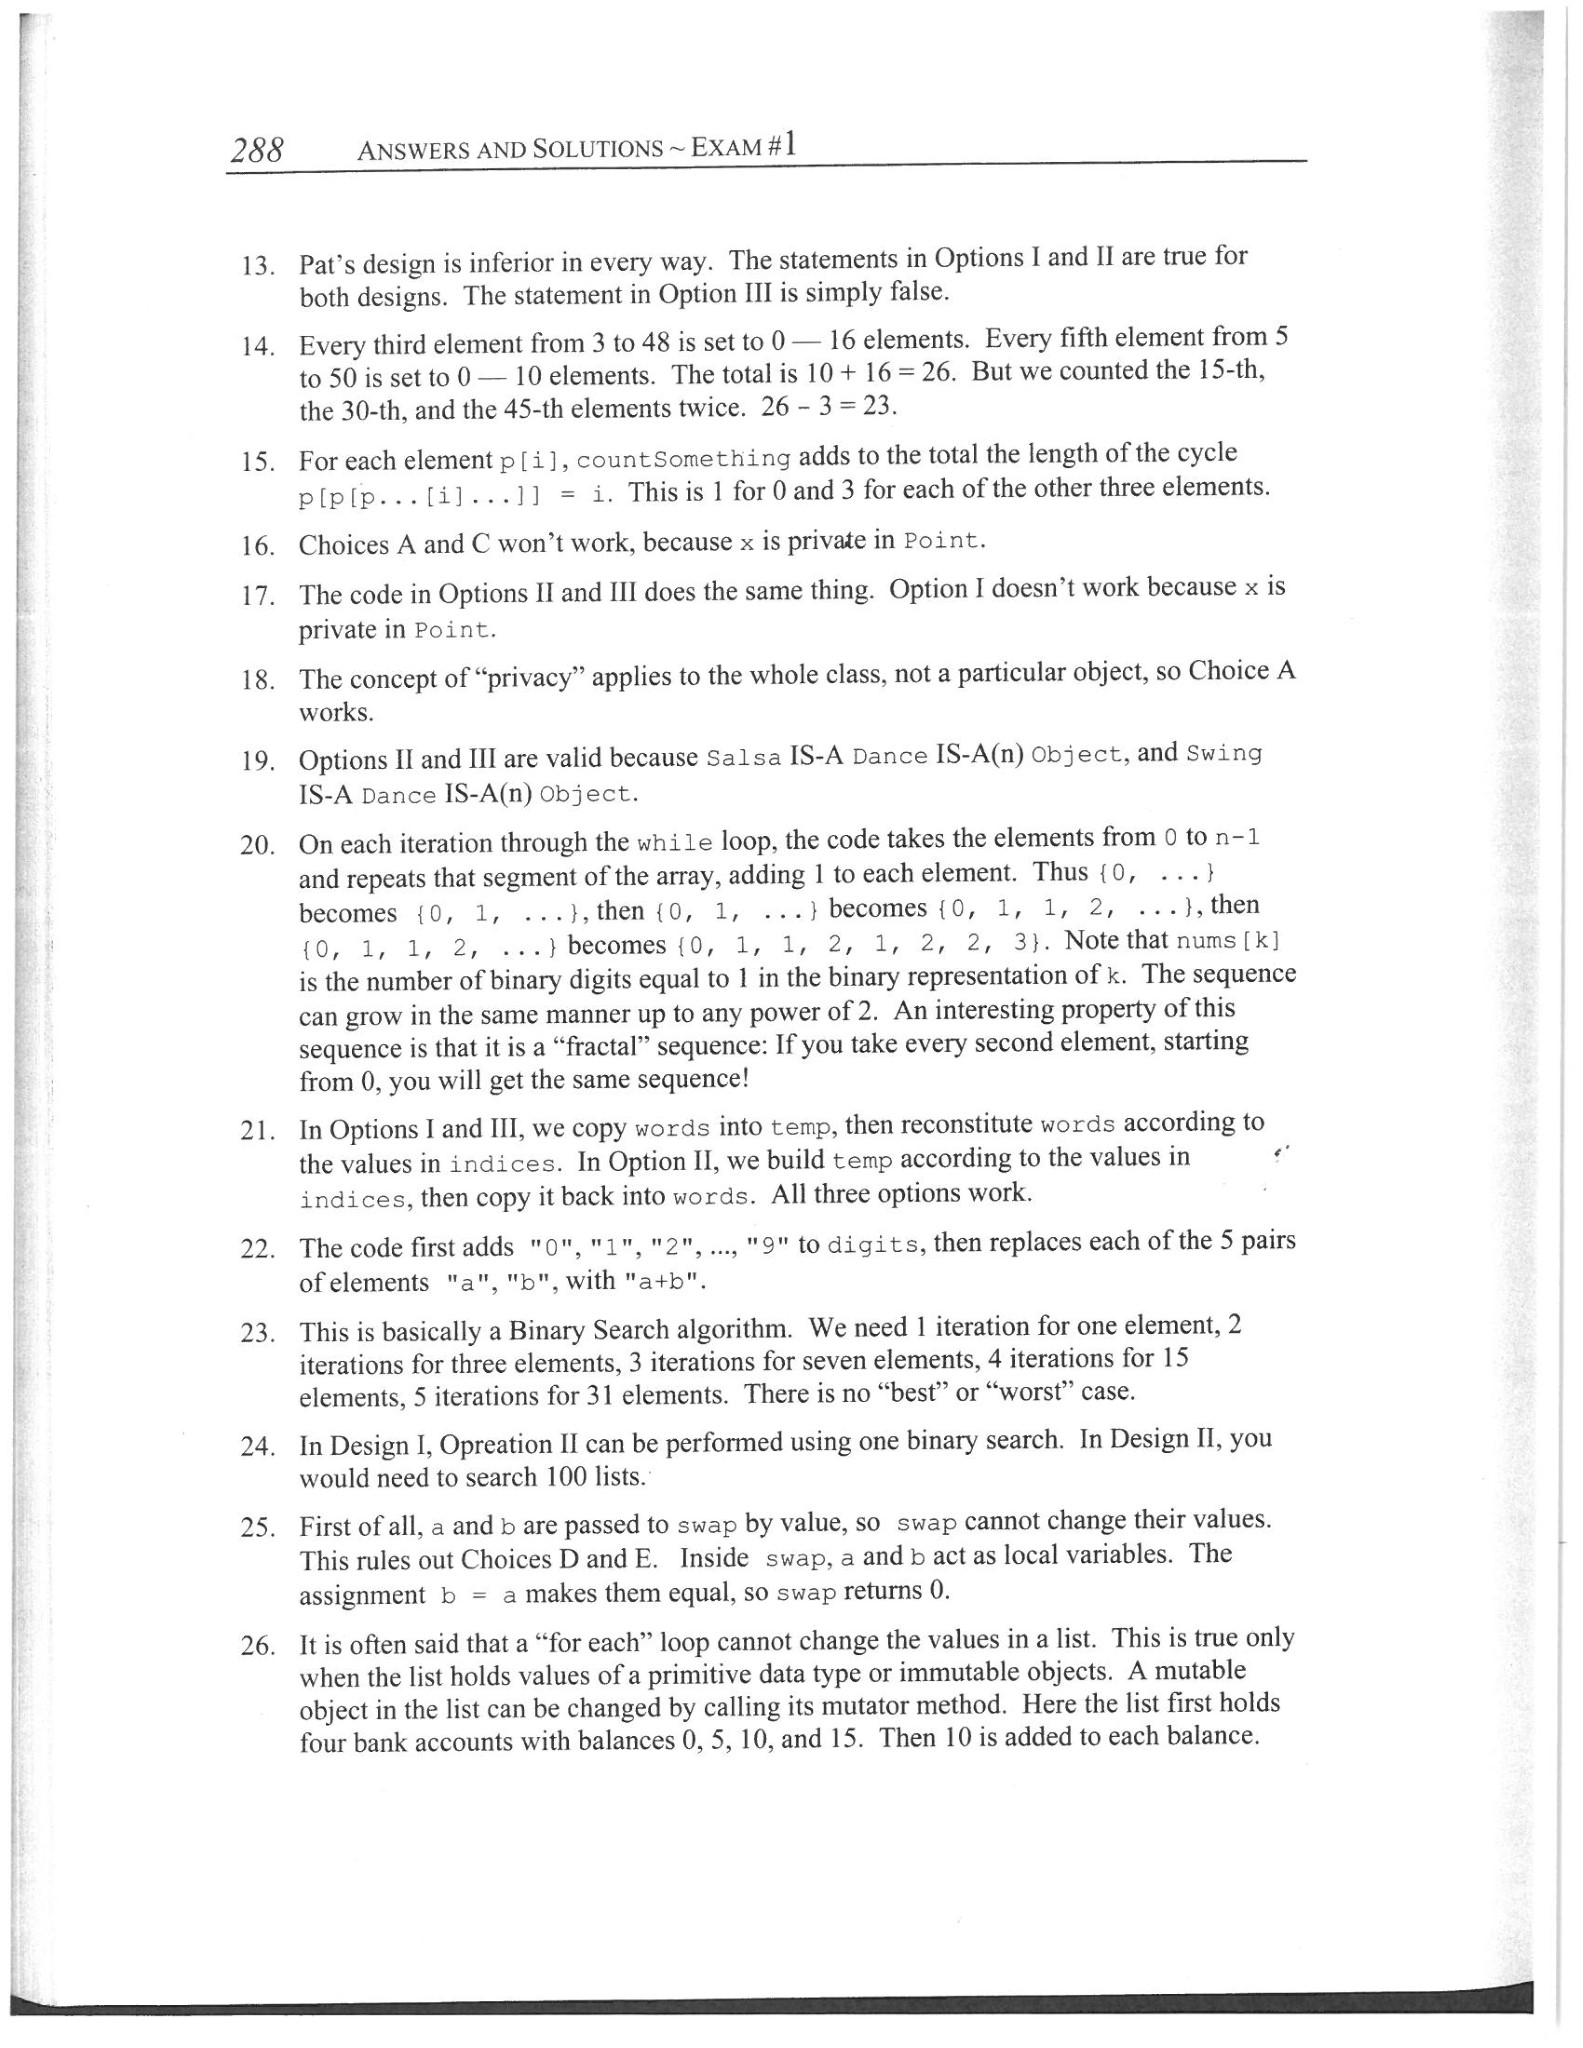 288 ANSWERS AND SOLUTIONS ~ EXAM #1
13. Pat's design is inferior in every way. The statements in Options I and II are true for
both designs. The statement in Option III is simply false.
14. Every third element from 3 to 48 is set to 0 — 16 elements. Every fifth element from 5
to 50 is set to 0 — 10 elements. The total is 10 + 16 = 26. But we counted the 15-th,
the 30-th, and the 45-th elements twice. 26 – 3 = 23.
15. For each element p[i], countSomething adds to the total the length of the cycle
p[p[p...[i]...]] = i. This is 1 for 0 and 3 for each of the other three elements.
16. Choices A and C won't work, because x is private in Point.
17. The code in Options II and III does the same thing. Option I doesn't work because x is
private in Point.
18. The concept of “privacy” applies to the whole class, not a particular object, so Choice A
works.
19. Options II and III are valid because Salsa IS-A Dance IS-A(n) Object, and Swing
IS-A Dance IS-A(n) Object.
20. On each iteration through the while loop, the code takes the elements from 0 to n-1
and repeats that segment of the array, adding 1 to each element. Thus {0, ...}
becomes {0, 1, ...}, then {0, 1, ...} becomes {0, 1, 1, 2, ...}, then
{0, 1, 1, 2, ...} becomes {0, 1, 1, 2, 1, 2, 2, 3}. Note that nums[k]
is the number of binary digits equal to 1 in the binary representation of k. The sequence
can grow in the same manner up to any power of 2. An interesting property of this
sequence is that it is a “fractal” sequence: If you take every second element, starting
from 0, you will get the same sequence!
21. In Options I and III, we copy words into temp, then reconstitute words according to
the values in indices. In Option II, we build temp according to the values in
indices, then copy it back into words. All three options work.
22. The code first adds "0", "1", "2", ..., "9" to digits, then replaces each of the 5 pairs
of elements "a", "b", with "a+b".
23. This is basically a Binary Search algorithm. We need 1 iteration for one element, 2
iterations for three elements, 3 iterations for seven elements, 4 iterations for 15
elements, 5 iterations for 31 elements. There is no “best” or “worst” case.
24. In Design I, Opreation II can be performed using one binary search. In Design II, you
would need to search 100 lists.
25. First of all, a and b are passed to swap by value, so swap cannot change their values.
This rules out Choices D and E. Inside swap, a and b act as local variables. The
assignment b = a makes them equal, so swap returns 0.
26. It is often said that a “for each” loop cannot change the values in a list. This is true only
when the list holds values of a primitive data type or immutable objects. A mutable
object in the list can be changed by calling its mutator method. Here the list first holds
four bank accounts with balances 0, 5, 10, and 15. Then 10 is added to each balance.